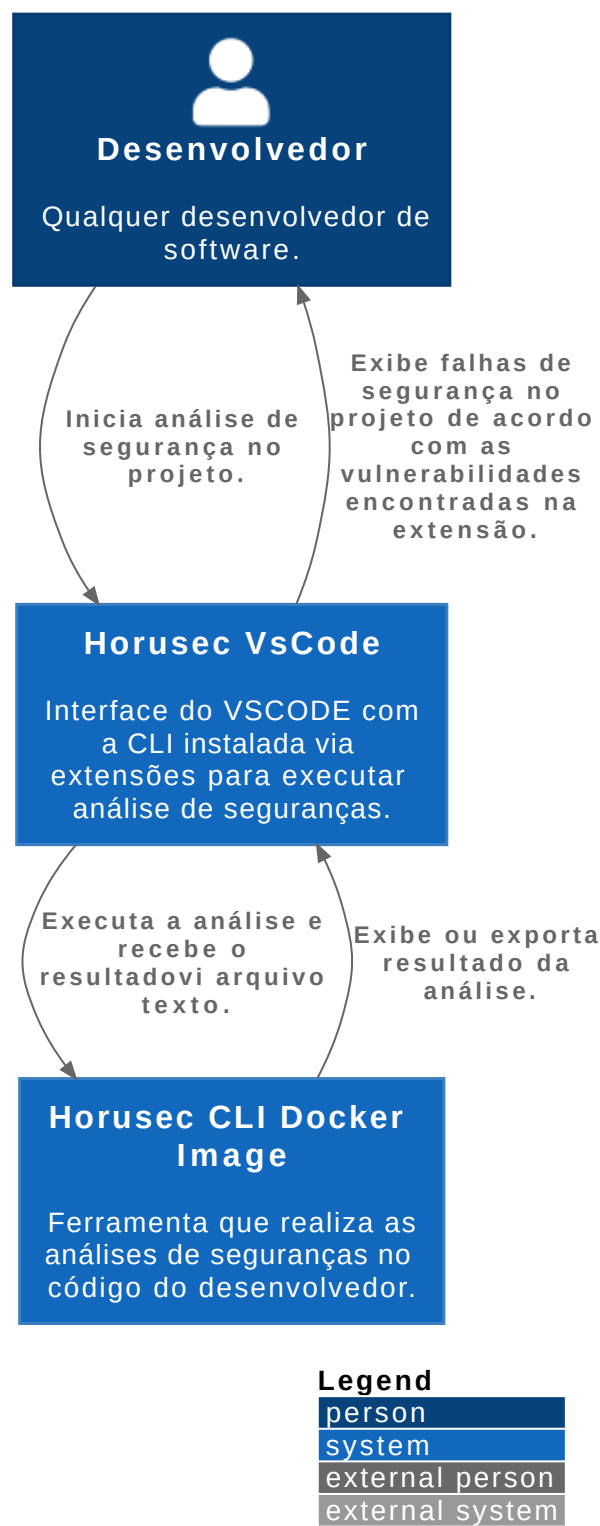 Desenvolvedor
Qualquer desenvolvedor de
software.
Inicia análise de
segurança no
projeto.
Exibe falhas de
segurança no
projeto de acordo
com as
vulnerabilidades
encontradas na
extensão.
Horusec VsCode
Interface do VSCODE com
a CLI instalada via
extensões para executar
análise de seguranças.
Executa a análise e
recebe o
resultadovi arquivo
texto.
Exibe ou exporta
resultado da
análise.
Horusec CLI Docker
Image
Ferramenta que realiza as
análises de seguranças no
código do desenvolvedor.
Legend
person
system
external person
external system